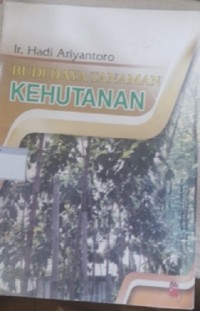 Ir. Hadi Ariyantoro
BUDIDAYA TANAMAN
KEHUTANAN